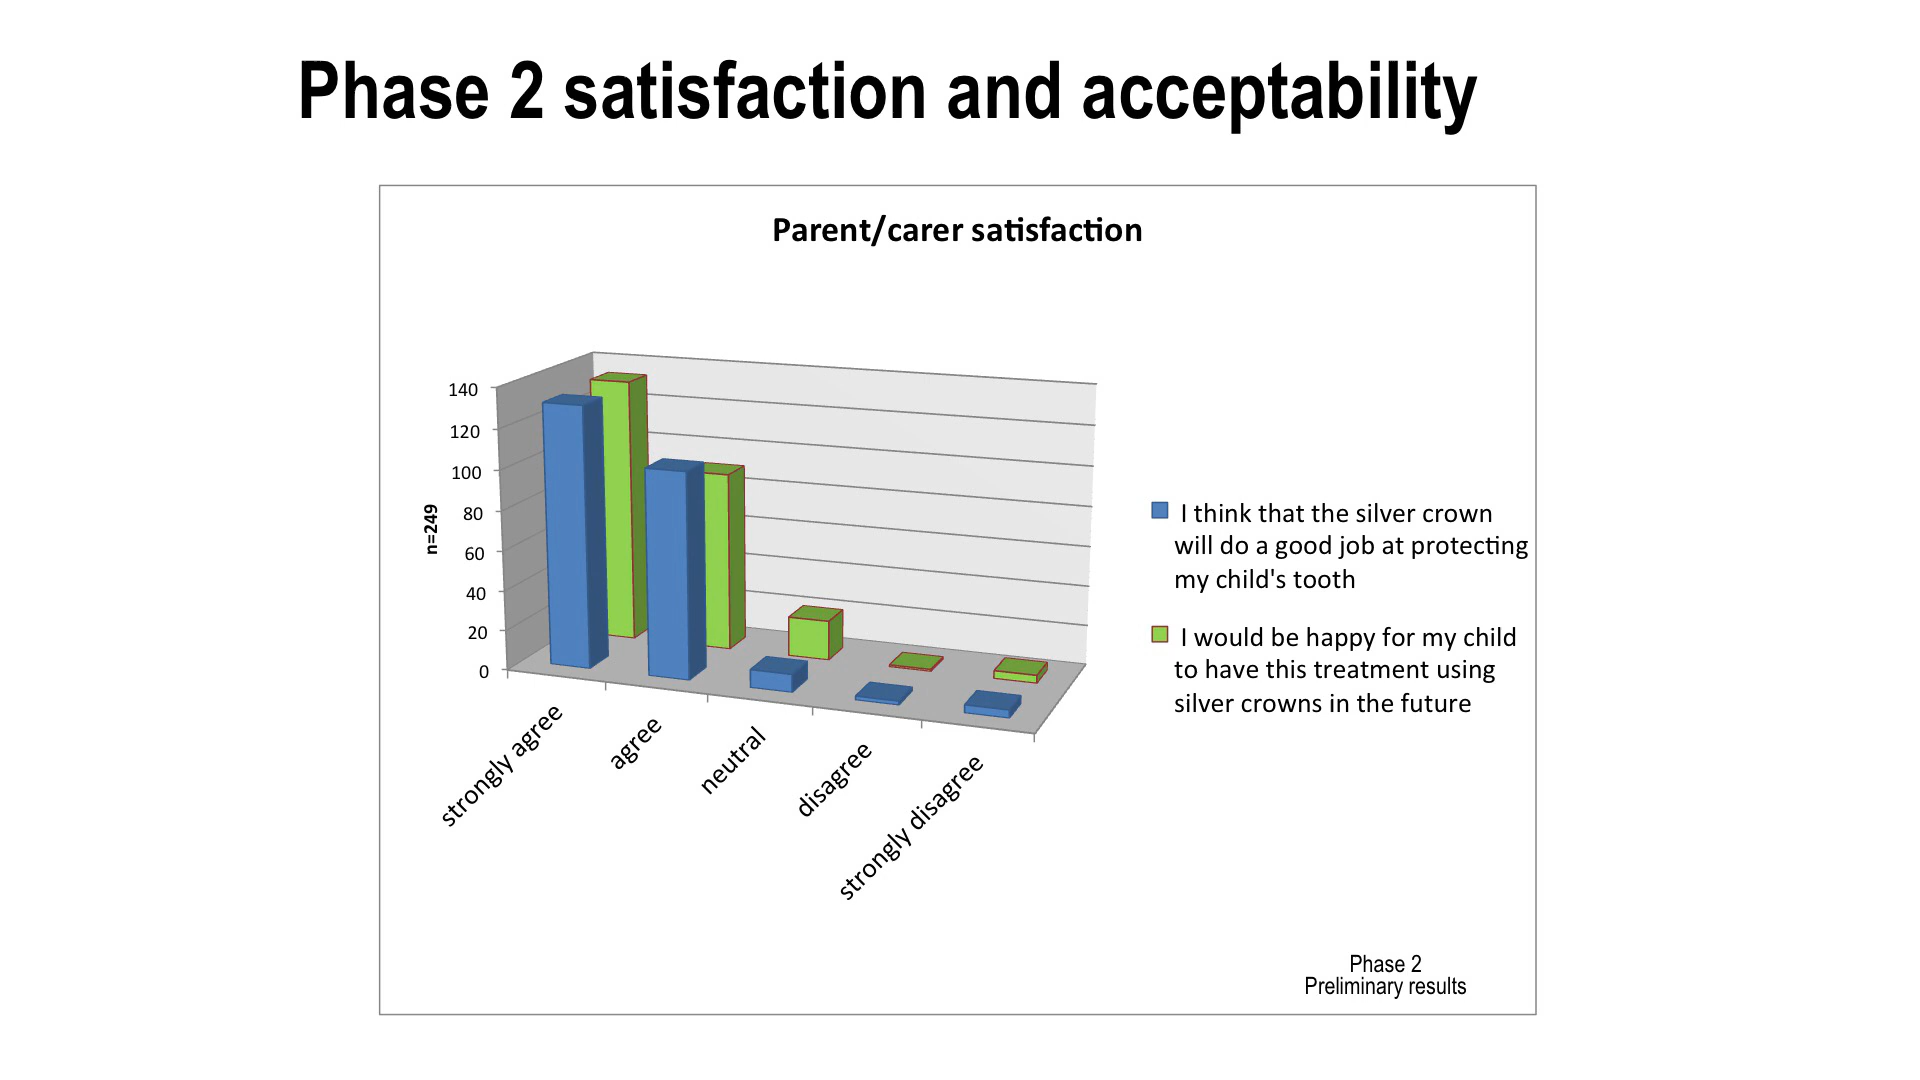 Phase 2 satisfaction and acceptability
Parent/carer satisfaction
140
120
100
80
60
40
20
0
n=249
strongly agree
agree
neutral
disagree
strongly disagree
I think that the silver crown
will do a good job at protecting
my child's tooth
I would be happy for my child
to have this treatment using
silver crowns in the future
Phase 2
Preliminary results